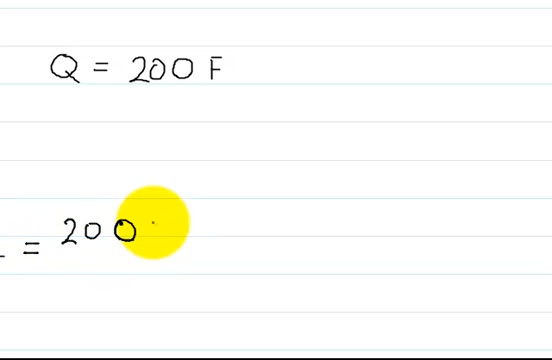 Q = 200 F
= 200